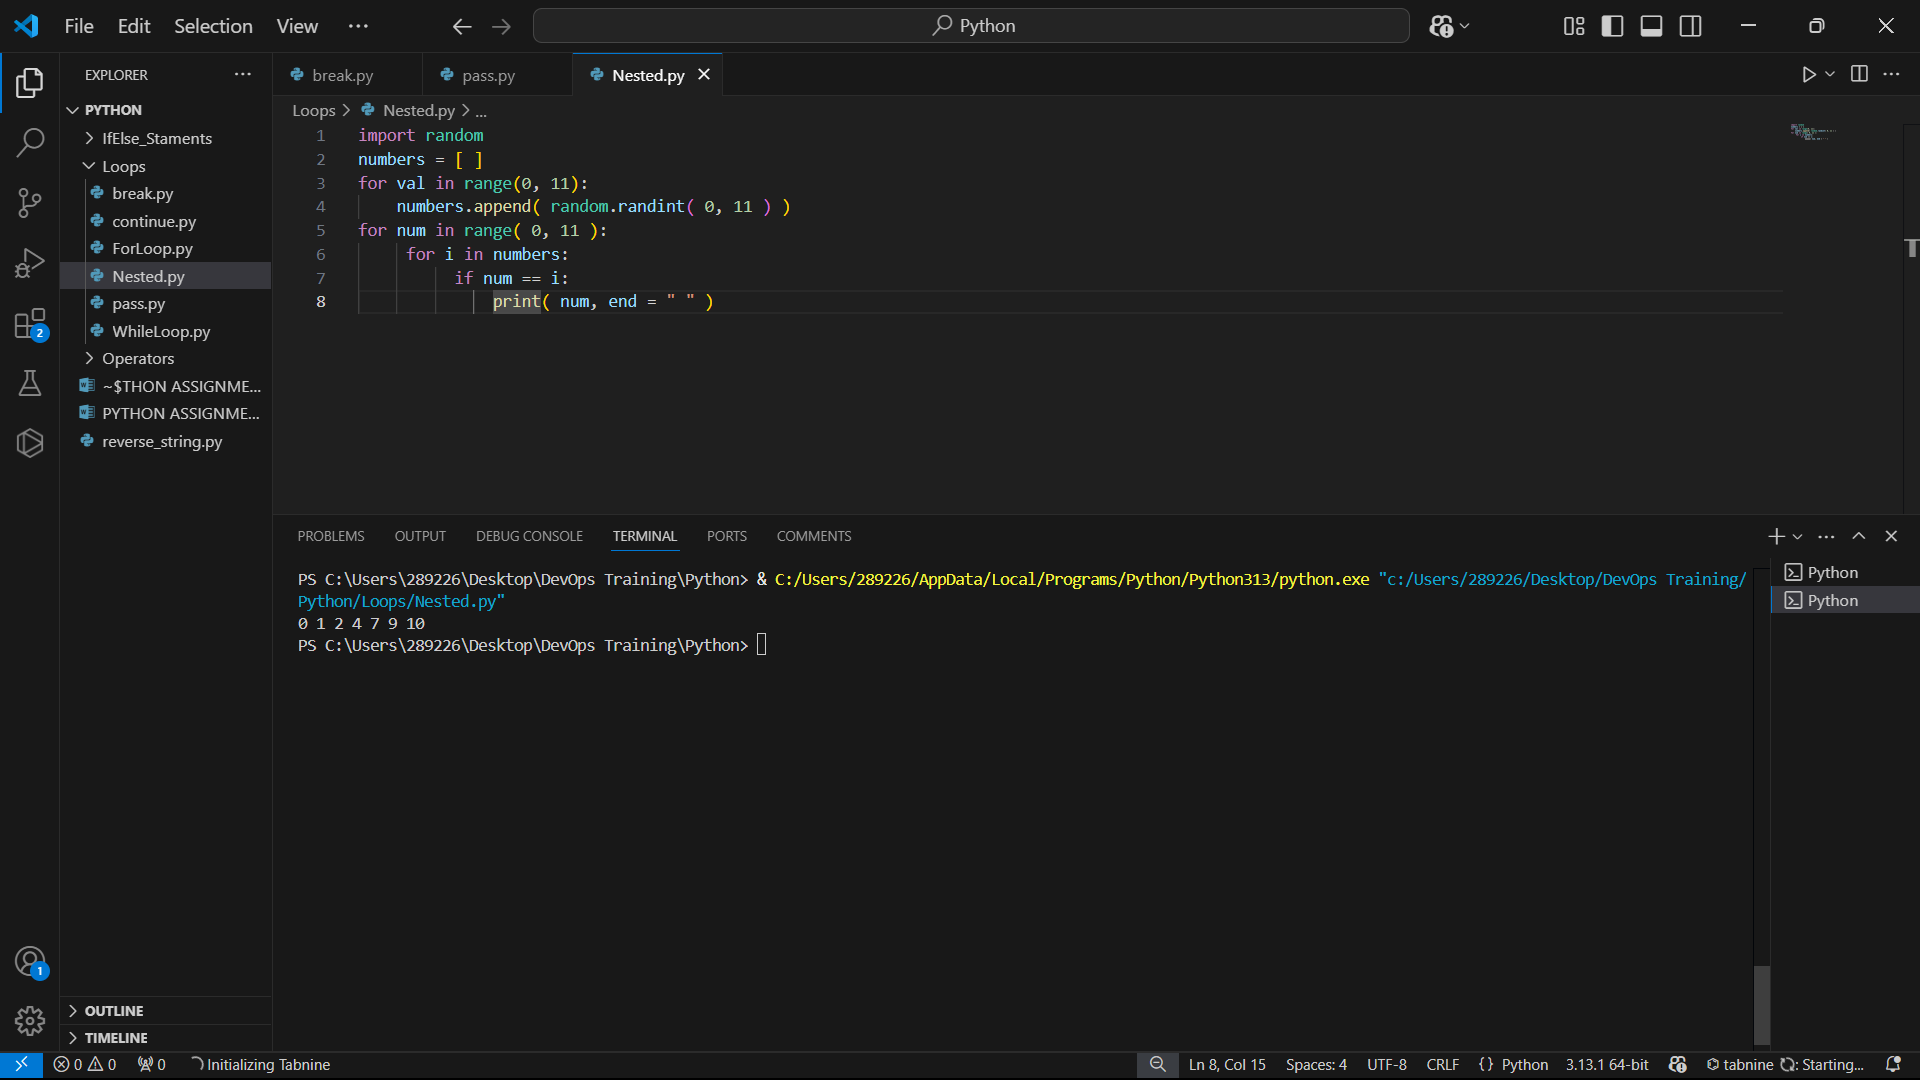 File Edit Selection View ··· Python
EXPLORER ···
PYTHON
IfElse_Staments
Loops
break.py
continue.py
ForLoop.py
Nested.py
pass.py
WhileLoop.py
Operators
~$THON ASSIGNME...
PYTHON ASSIGNME...
reverse_string.py
OUTLINE
TIMELINE
2
1
break.py pass.py Nested.py
Loops > Nested.py > ...
1 import random
2 numbers = [ ]
3 for val in range(0, 11):
4 numbers.append( random.randint( 0, 11 ) )
5 for num in range( 0, 11 ):
6 for i in numbers:
7 if num == i:
8 print( num, end = " " )
PROBLEMS OUTPUT DEBUG CONSOLE TERMINAL PORTS COMMENTS
PS C:\Users\289226\Desktop\DevOps Training\Python> & C:/Users/289226/AppData/Local/Programs/Python/Python313/python.exe "c:/Users/289226/Desktop/DevOps Training/
Python/Loops/Nested.py"
0 1 2 4 7 9 10
PS C:\Users\289226\Desktop\DevOps Training\Python>
Python
Python
0 0 0 Initializing Tabnine Ln 8, Col 15 Spaces: 4 UTF-8 CRLF {} Python 3.13.1 64-bit tabnine : Starting...